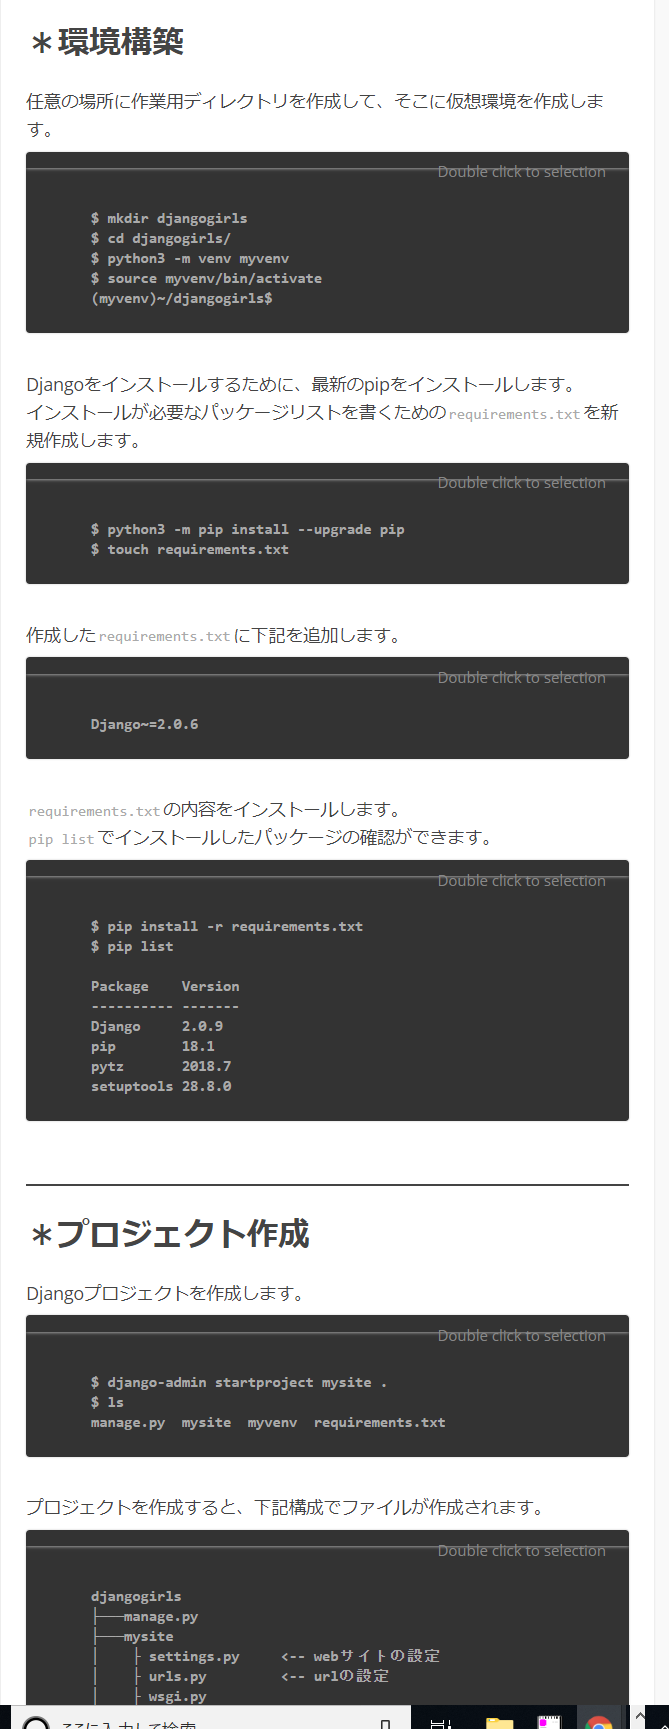 ＊環境構築
任意の場所に作業用ディレクトリを作成して、そこに仮想環境を作成しま
す。
Double click to selection
$ mkdir djangogirls
$ cd djangogirls/
$ python3 -m venv myvenv
$ source myvenv/bin/activate
(myvenv)~/djangogirls$
Djangoをインストールするために、最新のpipをインストールします。
インストールが必要なパッケージリストを書くためのrequirements.txtを新
規作成します。
Double click to selection
$ python3 -m pip install --upgrade pip
$ touch requirements.txt
作成したrequirements.txtに下記を追加します。
Double click to selection
Django~=2.0.6
requirements.txtの内容をインストールします。
pip listでインストールしたパッケージの確認ができます。
Double click to selection
$ pip install -r requirements.txt
$ pip list
Package    Version
---------- -------
Django     2.0.9
pip        18.1
pytz       2018.7
setuptools 28.8.0
＊プロジェクト作成
Djangoプロジェクトを作成します。
Double click to selection
$ django-admin startproject mysite .
$ ls
manage.py  mysite  myvenv  requirements.txt
プロジェクトを作成すると、下記構成でファイルが作成されます。
Double click to selection
djangogirls
├───manage.py
├───mysite
│    ├ settings.py     <-- webサイトの設定
│    ├ urls.py         <-- urlの設定
│    ├ wsgi.py
ここに入力して検索